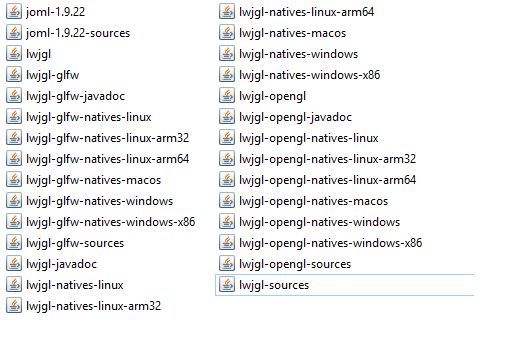 joml-1.9.22
joml-1.9.22-sources
lwjgl
lwjgl-glfw
lwjgl-glfw-javadoc
lwjgl-glfw-natives-linux
lwjgl-glfw-natives-linux-arm32
lwjgl-glfw-natives-linux-arm64
lwjgl-glfw-natives-macos
lwjgl-glfw-natives-windows
lwjgl-glfw-natives-windows-x86
lwjgl-glfw-sources
lwjgl-javadoc
lwjgl-natives-linux
lwjgl-natives-linux-arm32
lwjgl-natives-linux-arm64
lwjgl-natives-macos
lwjgl-natives-windows
lwjgl-natives-windows-x86
lwjgl-opengl
lwjgl-opengl-javadoc
lwjgl-opengl-natives-linux
lwjgl-opengl-natives-linux-arm32
lwjgl-opengl-natives-linux-arm64
lwjgl-opengl-natives-macos
lwjgl-opengl-natives-windows
lwjgl-opengl-natives-windows-x86
lwjgl-opengl-sources
lwjgl-sources